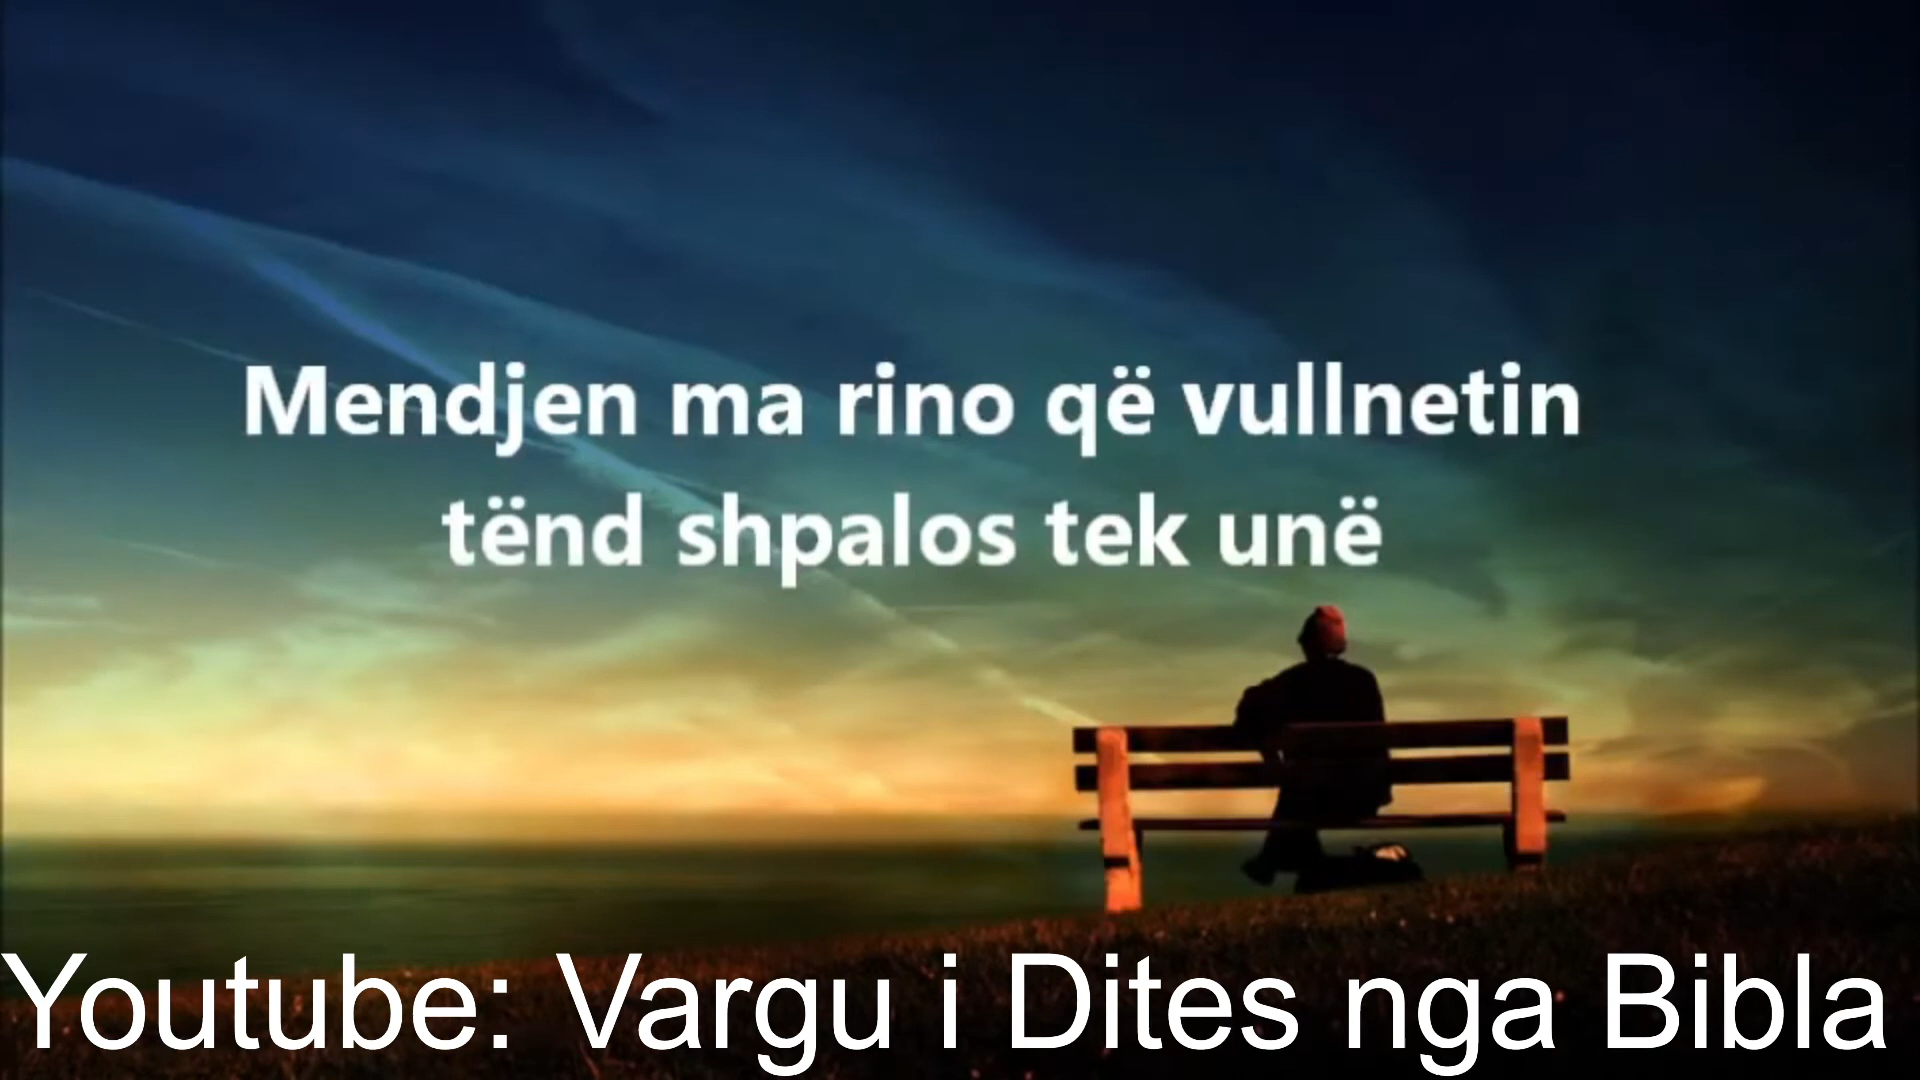 Mendjen ma rino që vullnetin
tënd shpalos tek unë
Youtube: Vargu i Dites nga Bibla